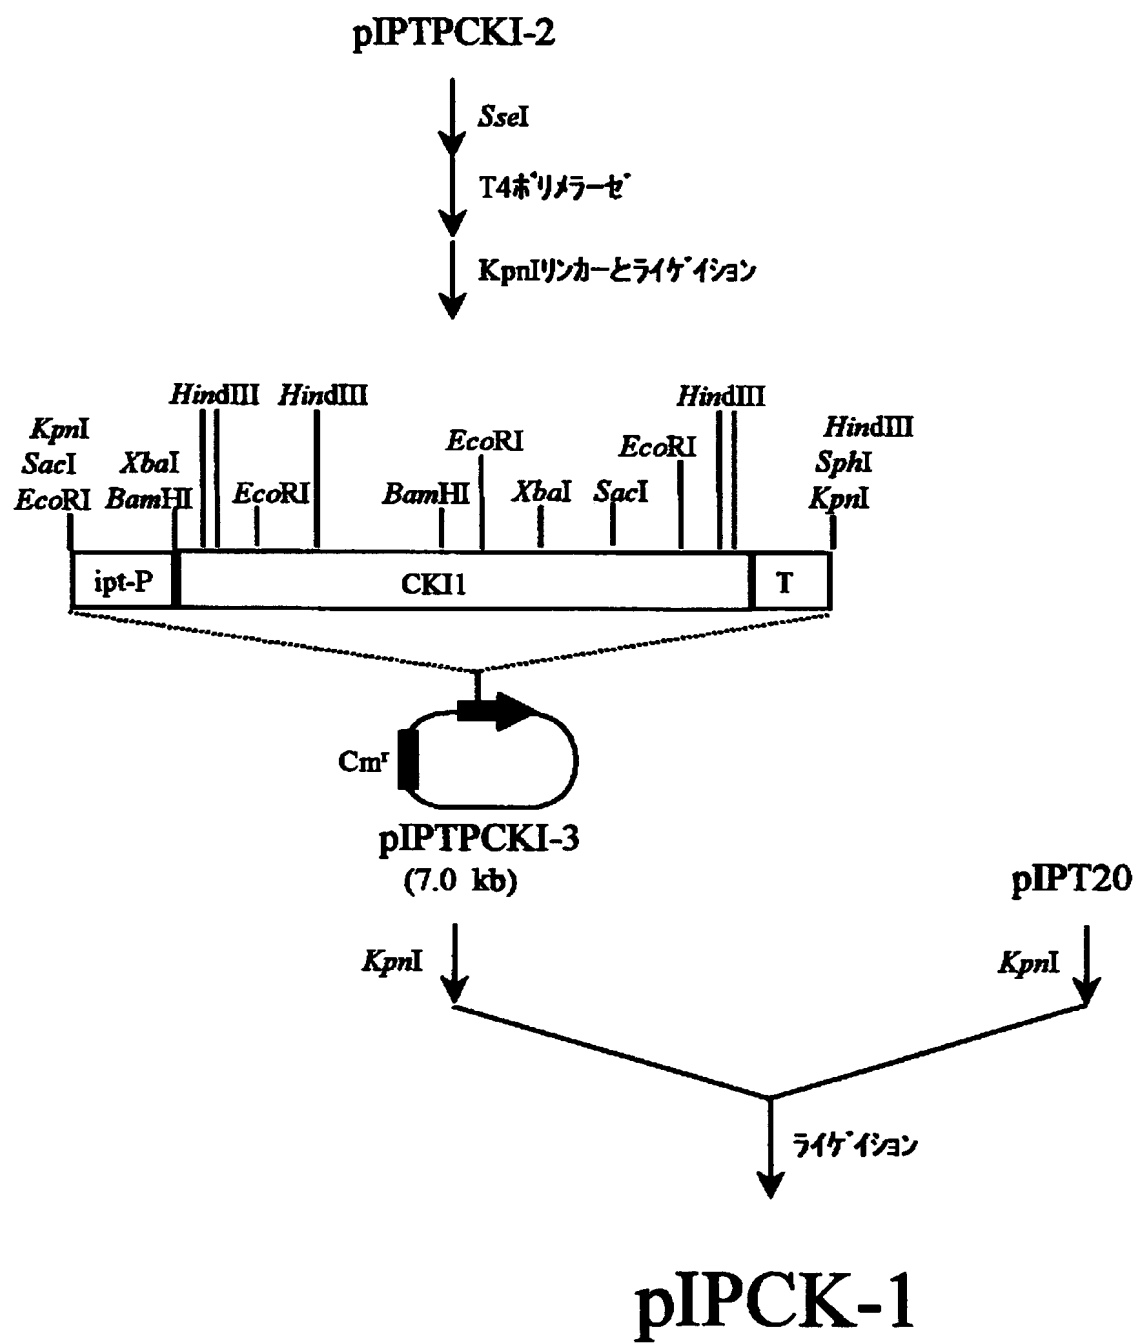 pIPTPCKI-2
SseI
T4ポリメラーゼ
KpnIリンカーとライゲイション
HindIII HindIII HindIII
KpnI SacI EcoRI
XbaI BamHI
EcoRI
BamHI
EcoRI
XbaI
SacI
EcoRI
HindIII SphI KpnI
ipt-P CKI1 T
Cmr
pIPTPCKI-3
(7.0 kb)
pIPT20
KpnI KpnI
ライゲイション
pIPCK-1